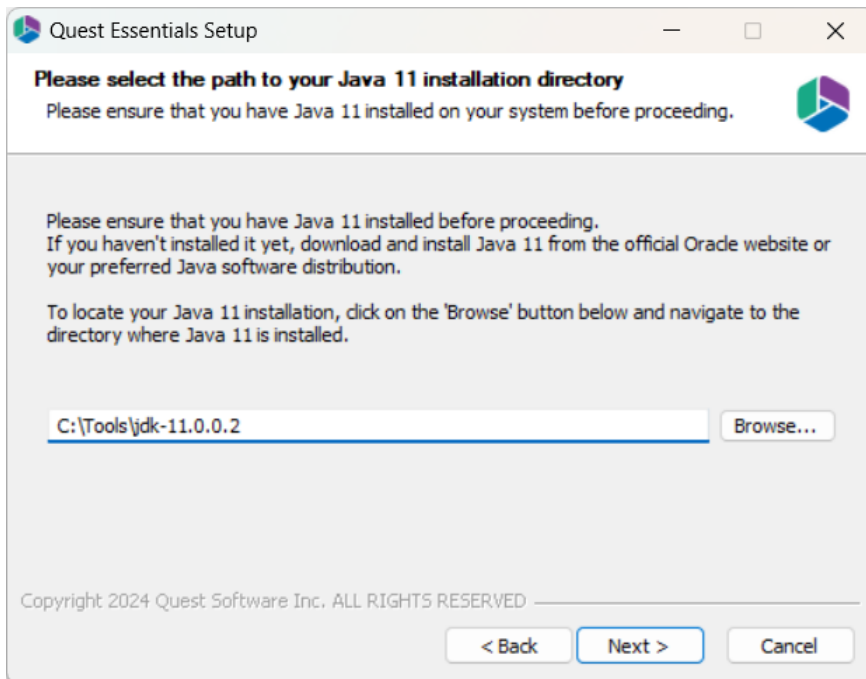 Quest Essentials Setup
Please select the path to your Java 11 installation directory
Please ensure that you have Java 11 installed on your system before proceeding.
Please ensure that you have Java 11 installed before proceeding.
If you haven't installed it yet, download and install Java 11 from the official Oracle website or
your preferred Java software distribution.
To locate your Java 11 installation, click on the 'Browse' button below and navigate to the
directory where Java 11 is installed.
C:\Tools\jdk-11.0.0.2
Browse...
Copyright 2024 Quest Software Inc. ALL RIGHTS RESERVED
< Back
Next >
Cancel